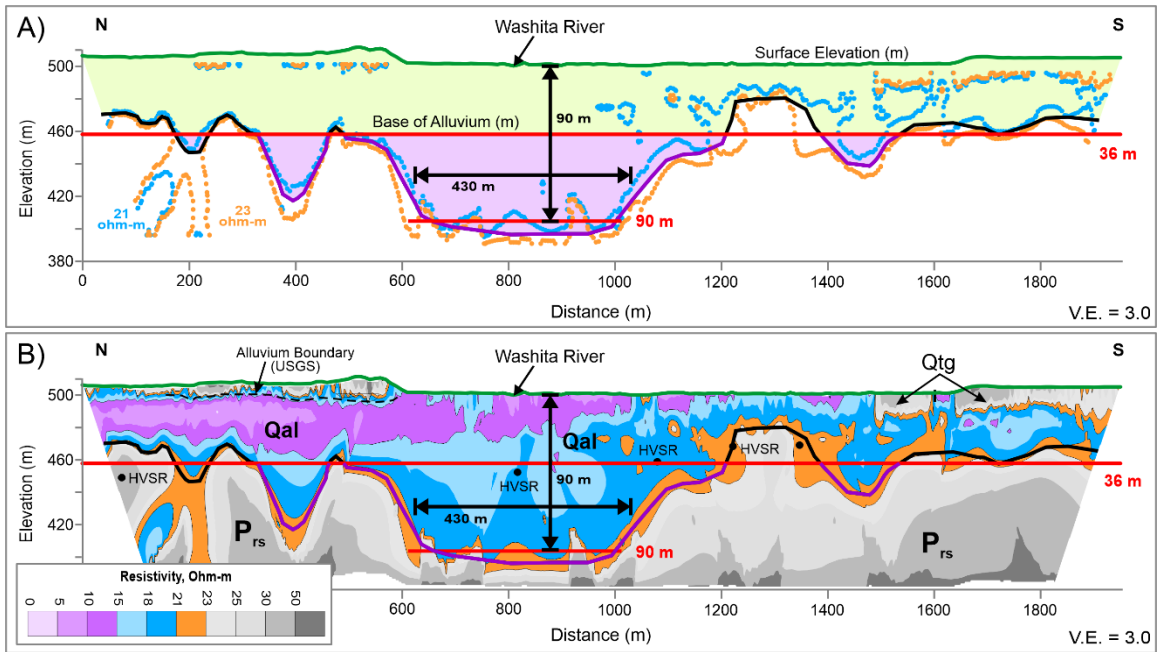 A)
N
Washita River
S
Surface Elevation (m)
500
460
420
380
Elevation (m)
90 m
Base of Alluvium (m)
36 m
430 m
90 m
21
ohm-m
23
ohm-m
0
200
400
600
800
1000
1200
1400
1600
1800
Distance (m)
V.E. = 3.0
B)
N
Alluvium Boundary
(USGS)
Washita River
S
Qtg
500
460
420
Elevation (m)
Qal
Qal
HVSR
HVSR
HVSR
90 m
36 m
430 m
90 m
Prs
Prs
Resistivity, Ohm-m
0
5
10
15
18
21
23
25
30
50
600
800
1000
1200
1400
1600
1800
Distance (m)
V.E. = 3.0